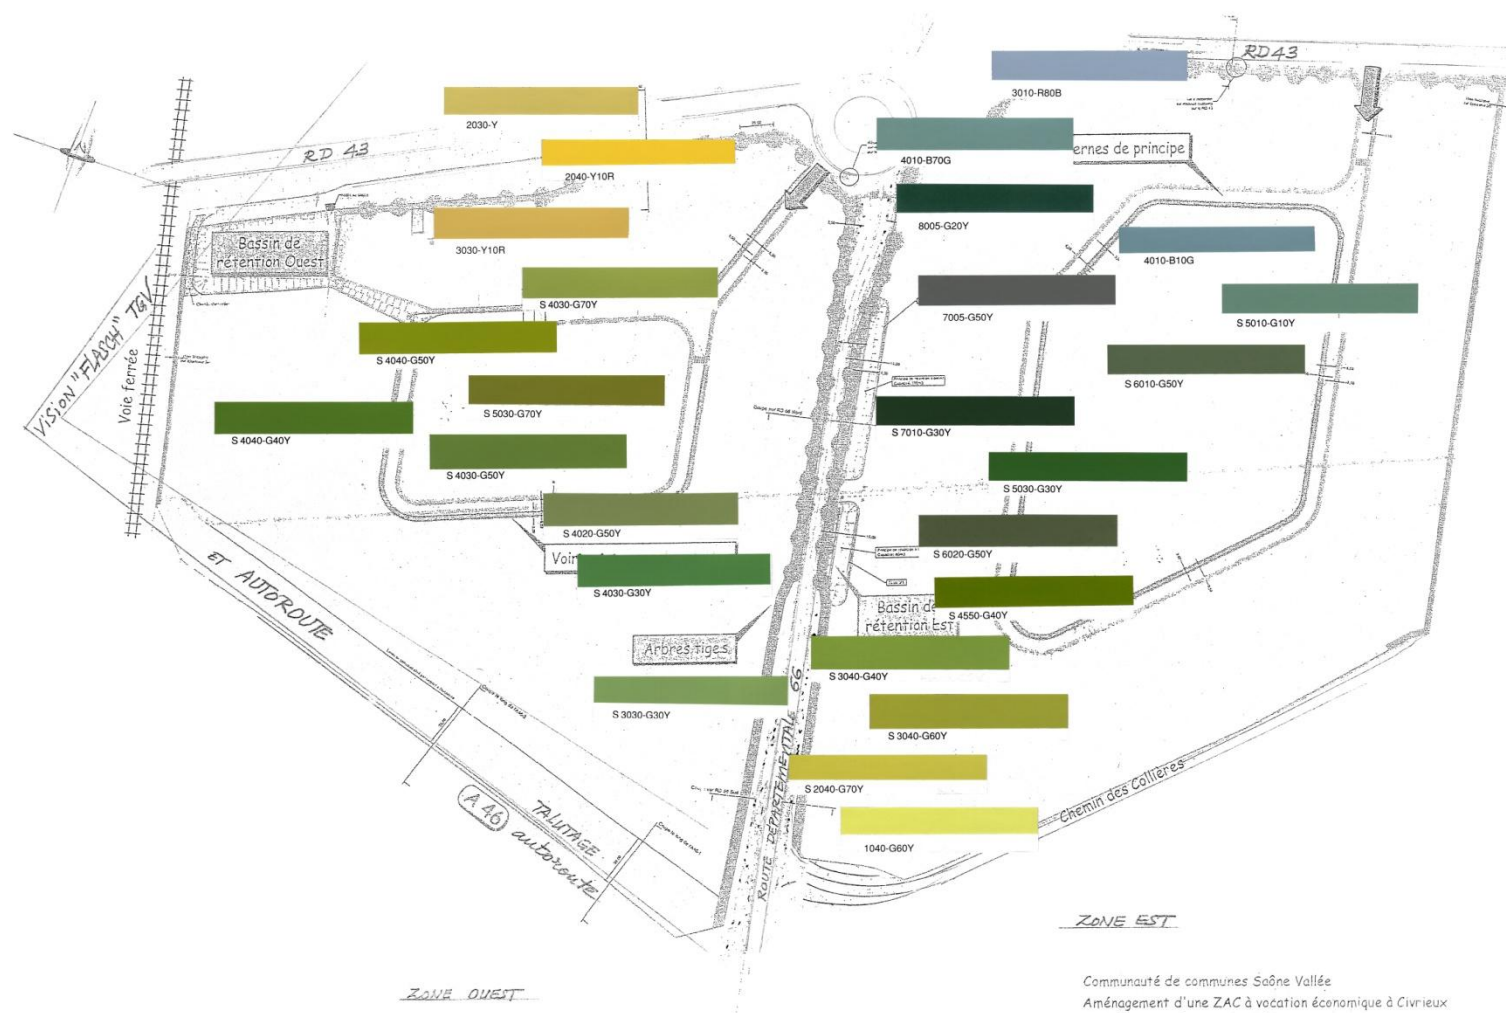 RD43
3010-R80B
2030-Y
4010-B70G
ernes de principe
RD 43
2040-Y10R
8005-G20Y
Bassin de
rétention Ouest
3030-Y10R
4010-B10G
S 4030-G70Y
7005-G50Y
S 5010-G10Y
VISION "FLASCH" TGV
Voie ferrée
S 4040-G50Y
S 6010-G50Y
S 5030-G70Y
S 4040-G40Y
S 7010-G30Y
S 4030-G50Y
S 5030-G30Y
S 4020-G50Y
S 6020-G50Y
Voi
S 4030-G30Y
ET AUTOROUTE
Bassin de
rétention Est
S 4550-G40Y
Arbres tiges
S 3040-G40Y
S 3030-G30Y
S 3040-G60Y
ROUTE DEPARTEMENTALE 66
S 2040-G70Y
Chemin des Collières
1040-G60Y
TALUTAGE
A 46
autoroute
ZONE EST
ZONE OUEST
Communauté de communes Saône Vallée
Aménagement d'une ZAC à vocation économique à Civrieux